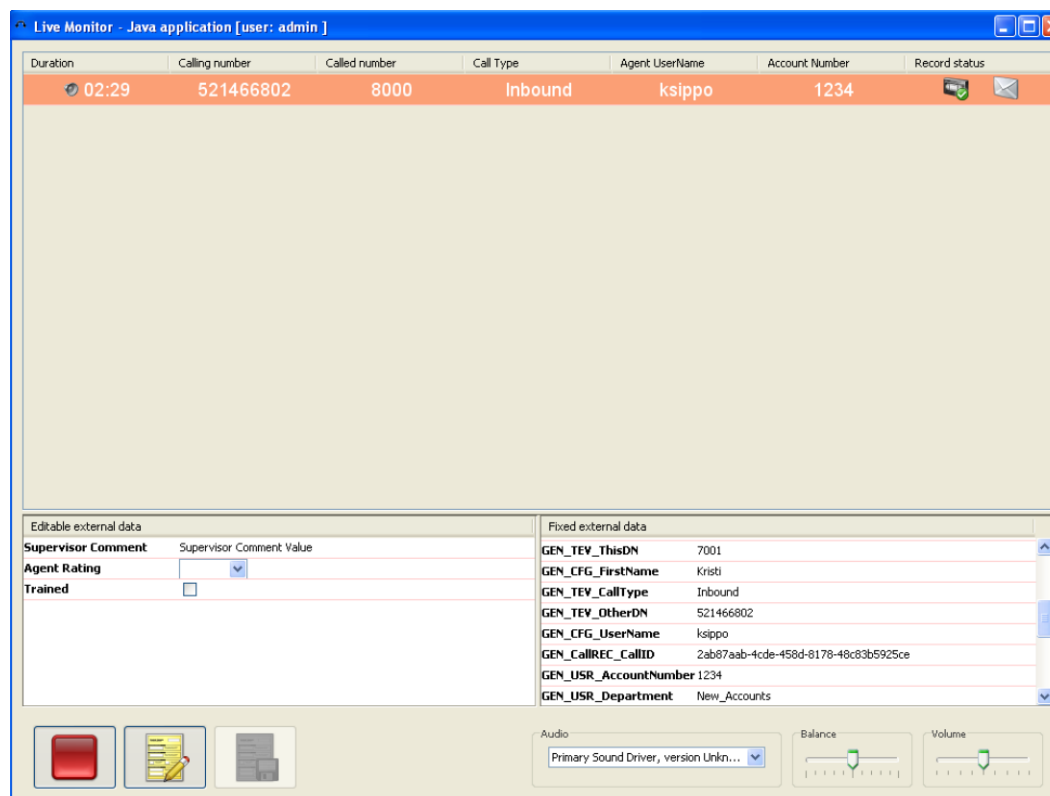 Live Monitor - Java application [user: admin ]
Duration Calling number Called number Call Type Agent UserName Account Number Record status
02:29 521466802 8000 Inbound ksippo 1234
Editable external data
Supervisor Comment Supervisor Comment Value
Agent Rating
Trained
Fixed external data
GEN_TEV_ThisDN 7001
GEN_CFG_FirstName Kristi
GEN_TEV_CallType Inbound
GEN_TEV_OtherDN 521466802
GEN_CFG_UserName ksippo
GEN_CallREC_CallID 2ab87aab-4cde-458d-8178-48c83b5925ce
GEN_USR_AccountNumber 1234
GEN_USR_Department New_Accounts
Audio
Primary Sound Driver, version Unkn...
Balance
Volume